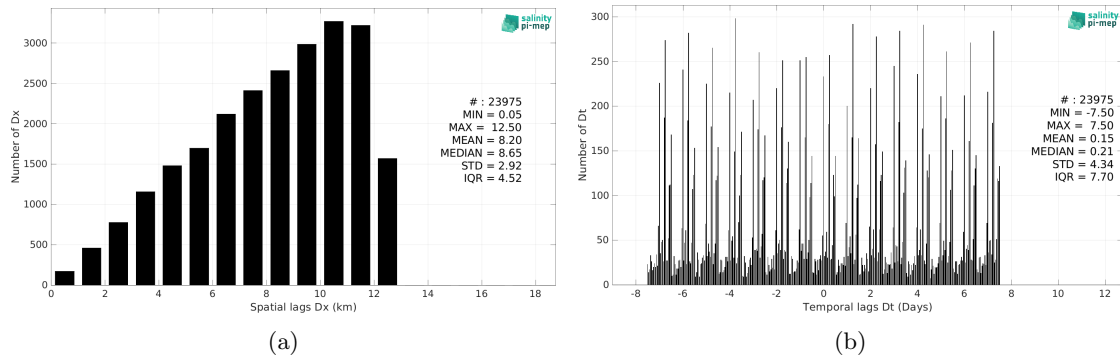 salinity
pi-mep
3000
2500
2000
1500
1000
500
0
Number of Dx
# : 23975
MIN = 0.05
MAX = 12.50
MEAN = 8.20
MEDIAN = 8.65
STD = 2.92
IQR = 4.52
0 2 4 6 8 10 12 14 16 18
Spatial lags Dx (km)
(a)
salinity
pi-mep
300
250
200
150
100
50
0
Number of Dt
# : 23975
MIN = -7.50
MAX = 7.50
MEAN = 0.15
MEDIAN = 0.21
STD = 4.34
IQR = 7.70
-8 -6 -4 -2 0 2 4 6 8 10 12
Temporal lags Dt (Days)
(b)